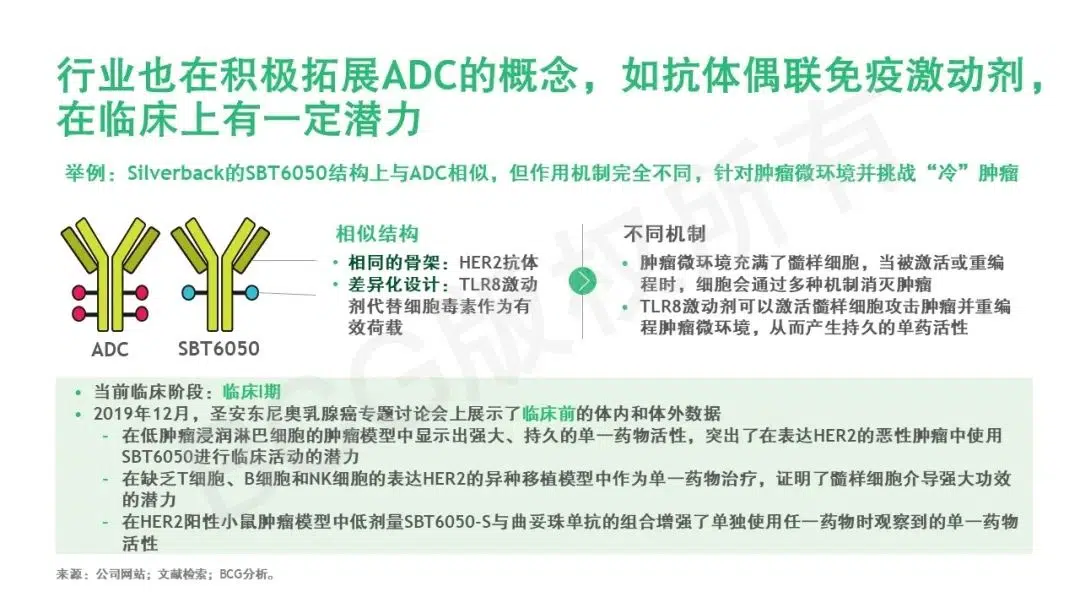 行业也在积极拓展ADC的概念，如抗体偶联免疫激动剂，
在临床上有一定潜力
举例：Silverback的SBT6050结构上与ADC相似，但作用机制完全不同，针对肿瘤微环境并挑战“冷”肿瘤
ADC
SBT6050
相似结构
• 相同的骨架：HER2抗体
• 差异化设计：TLR8激动
剂代替细胞毒素作为有
效荷载
不同机制
• 肿瘤微环境充满了髓样细胞，当被激活或重编
程时，细胞会通过多种机制消灭肿瘤
• TLR8激动剂可以激活髓样细胞攻击肿瘤并重编
程肿瘤微环境，从而产生持久的单药活性
• 当前临床阶段：临床I期
• 2019年12月，圣安东尼奥乳腺癌专题讨论会上展示了临床前的体内和体外数据
- 在低肿瘤浸润淋巴细胞的肿瘤模型中显示出强大、持久的单一药物活性，突出了在表达HER2的恶性肿瘤中使用
SBT6050进行临床活动的潜力
- 在缺乏T细胞、B细胞和NK细胞的表达HER2的异种移植模型中作为单一药物治疗，证明了髓样细胞介导强大功效
的潜力
- 在HER2阳性小鼠肿瘤模型中低剂量SBT6050-S与曲妥珠单抗的组合增强了单独使用任一药物时观察到的单一药物
活性
来源：公司网站；文献检索；BCG分析。
BCG版权所有